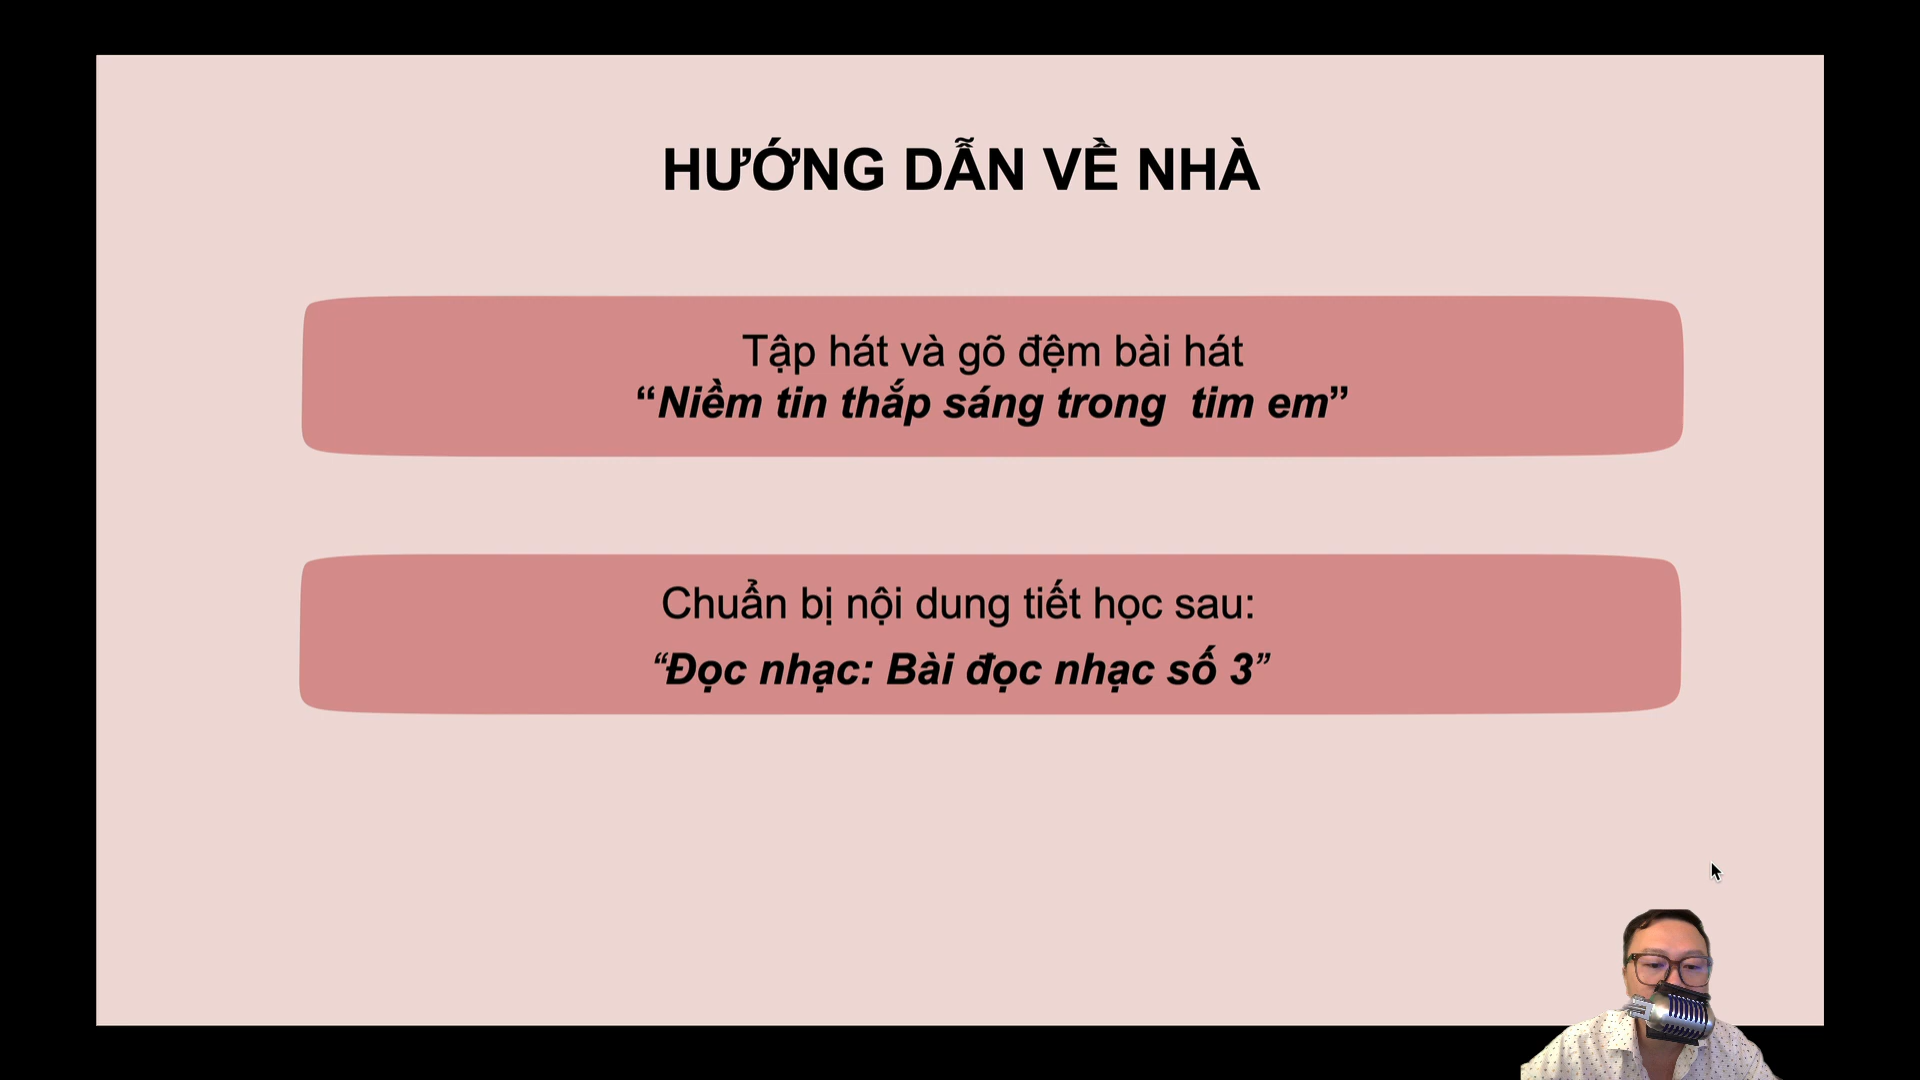 HƯỚNG DẪN VỀ NHÀ
Tập hát và gõ đệm bài hát
“Niềm tin thắp sáng trong  tim em”
Chuẩn bị nội dung tiết học sau:
“Đọc nhạc: Bài đọc nhạc số 3”